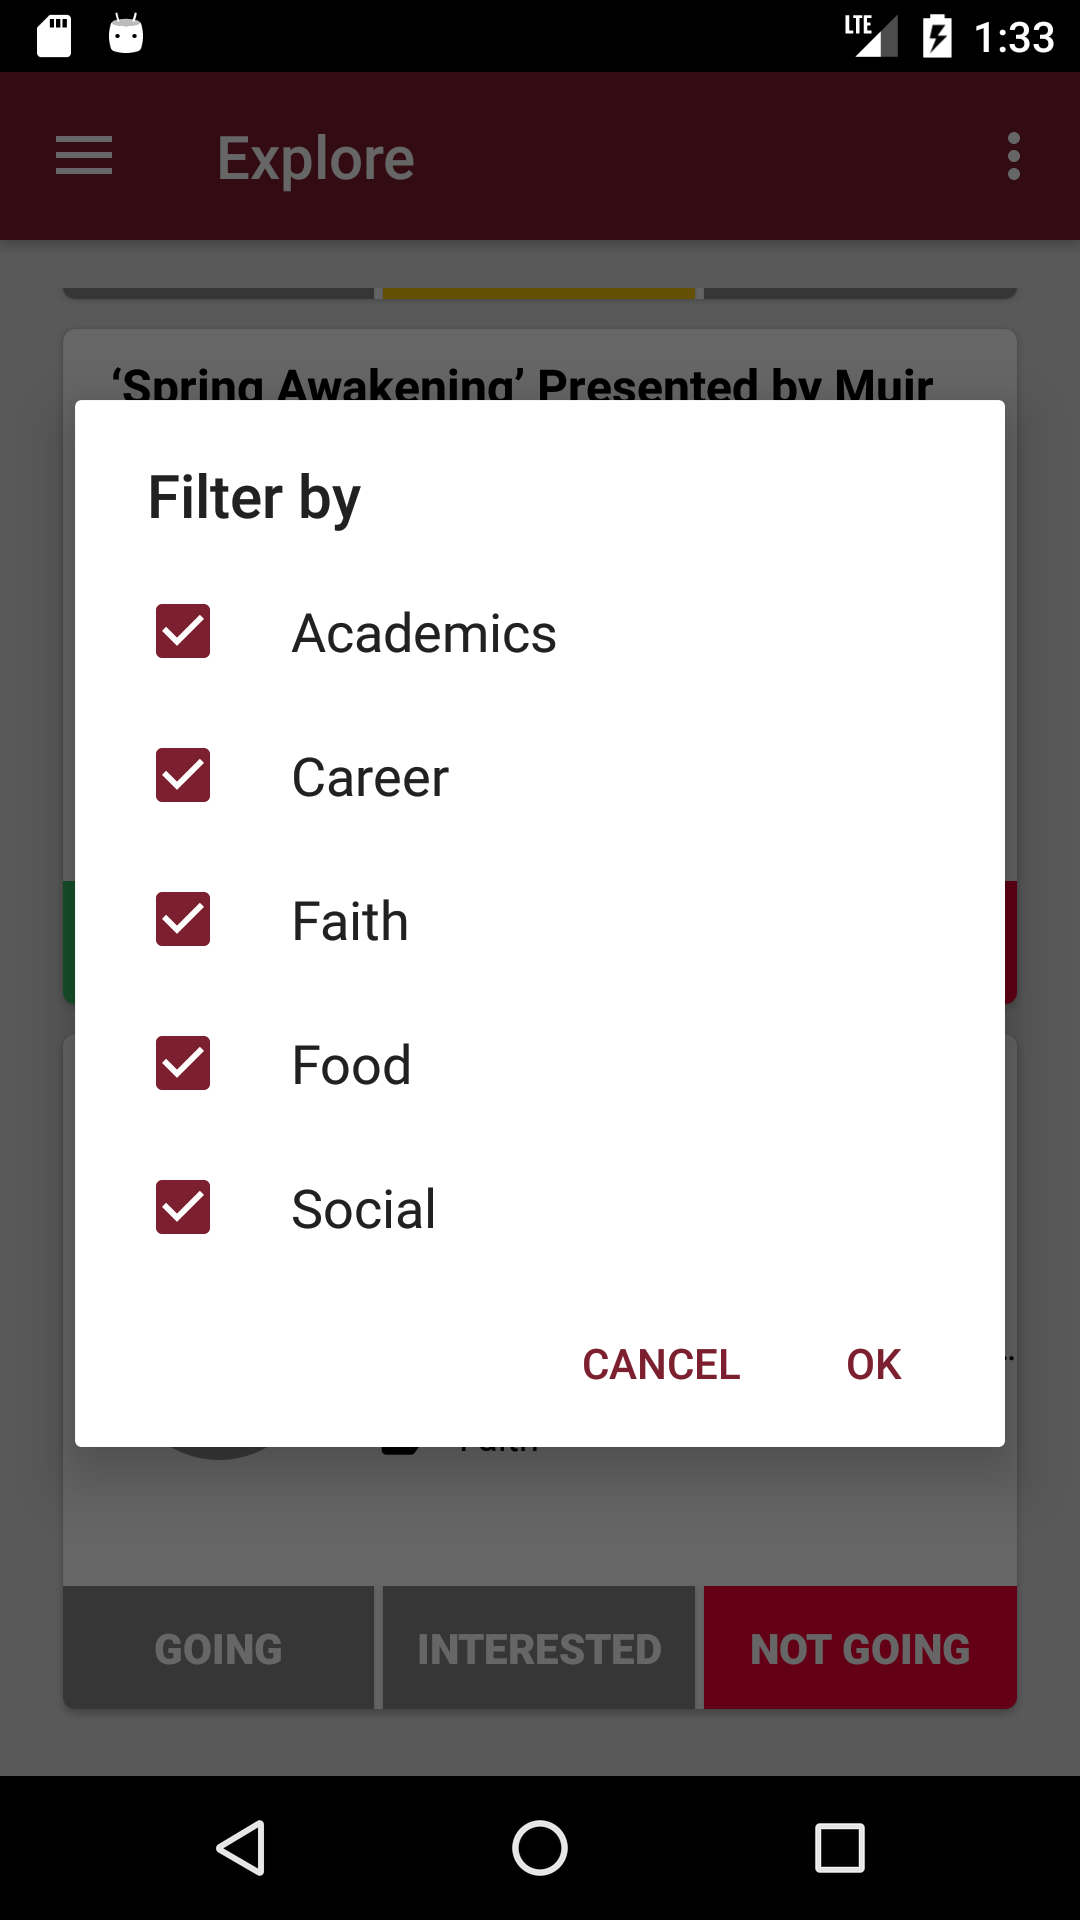 LTE 1:33
Explore
‘Spring Awakening’ Presented by Muir
Filter by
Academics
Career
Faith
Food
Social
CANCEL OK
Faith
GOING INTERESTED NOT GOING